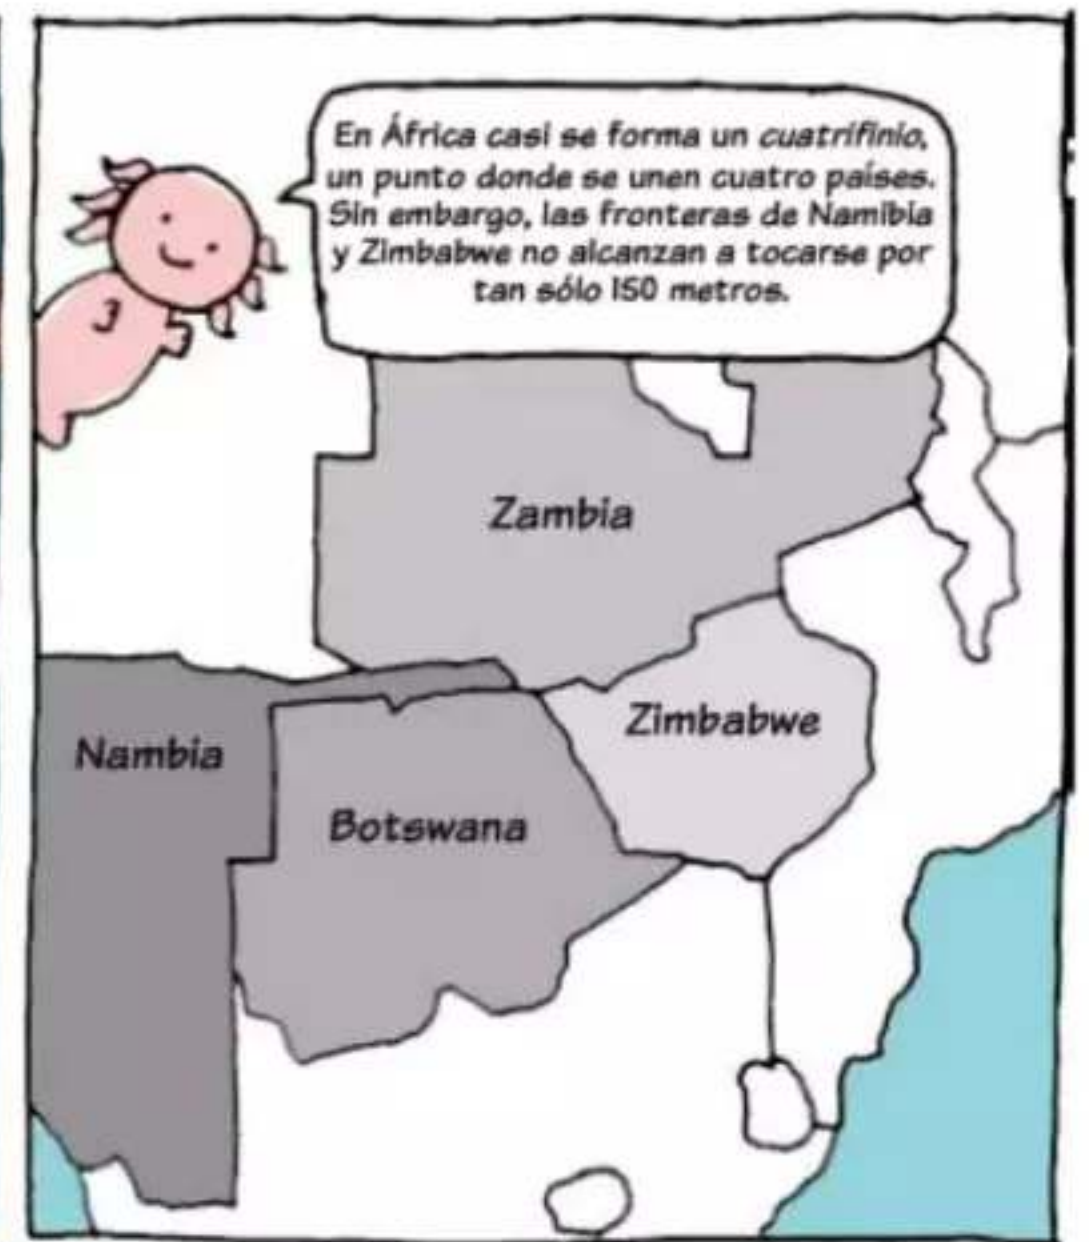 En África casi se forma un cuatrifinio,
un punto donde se unen cuatro países.
Sin embargo, las fronteras de Namibia
y Zimbabwe no alcanzan a tocarse por
tan sólo 150 metros.
Zambia
Zimbabwe
Nambia
Botswana